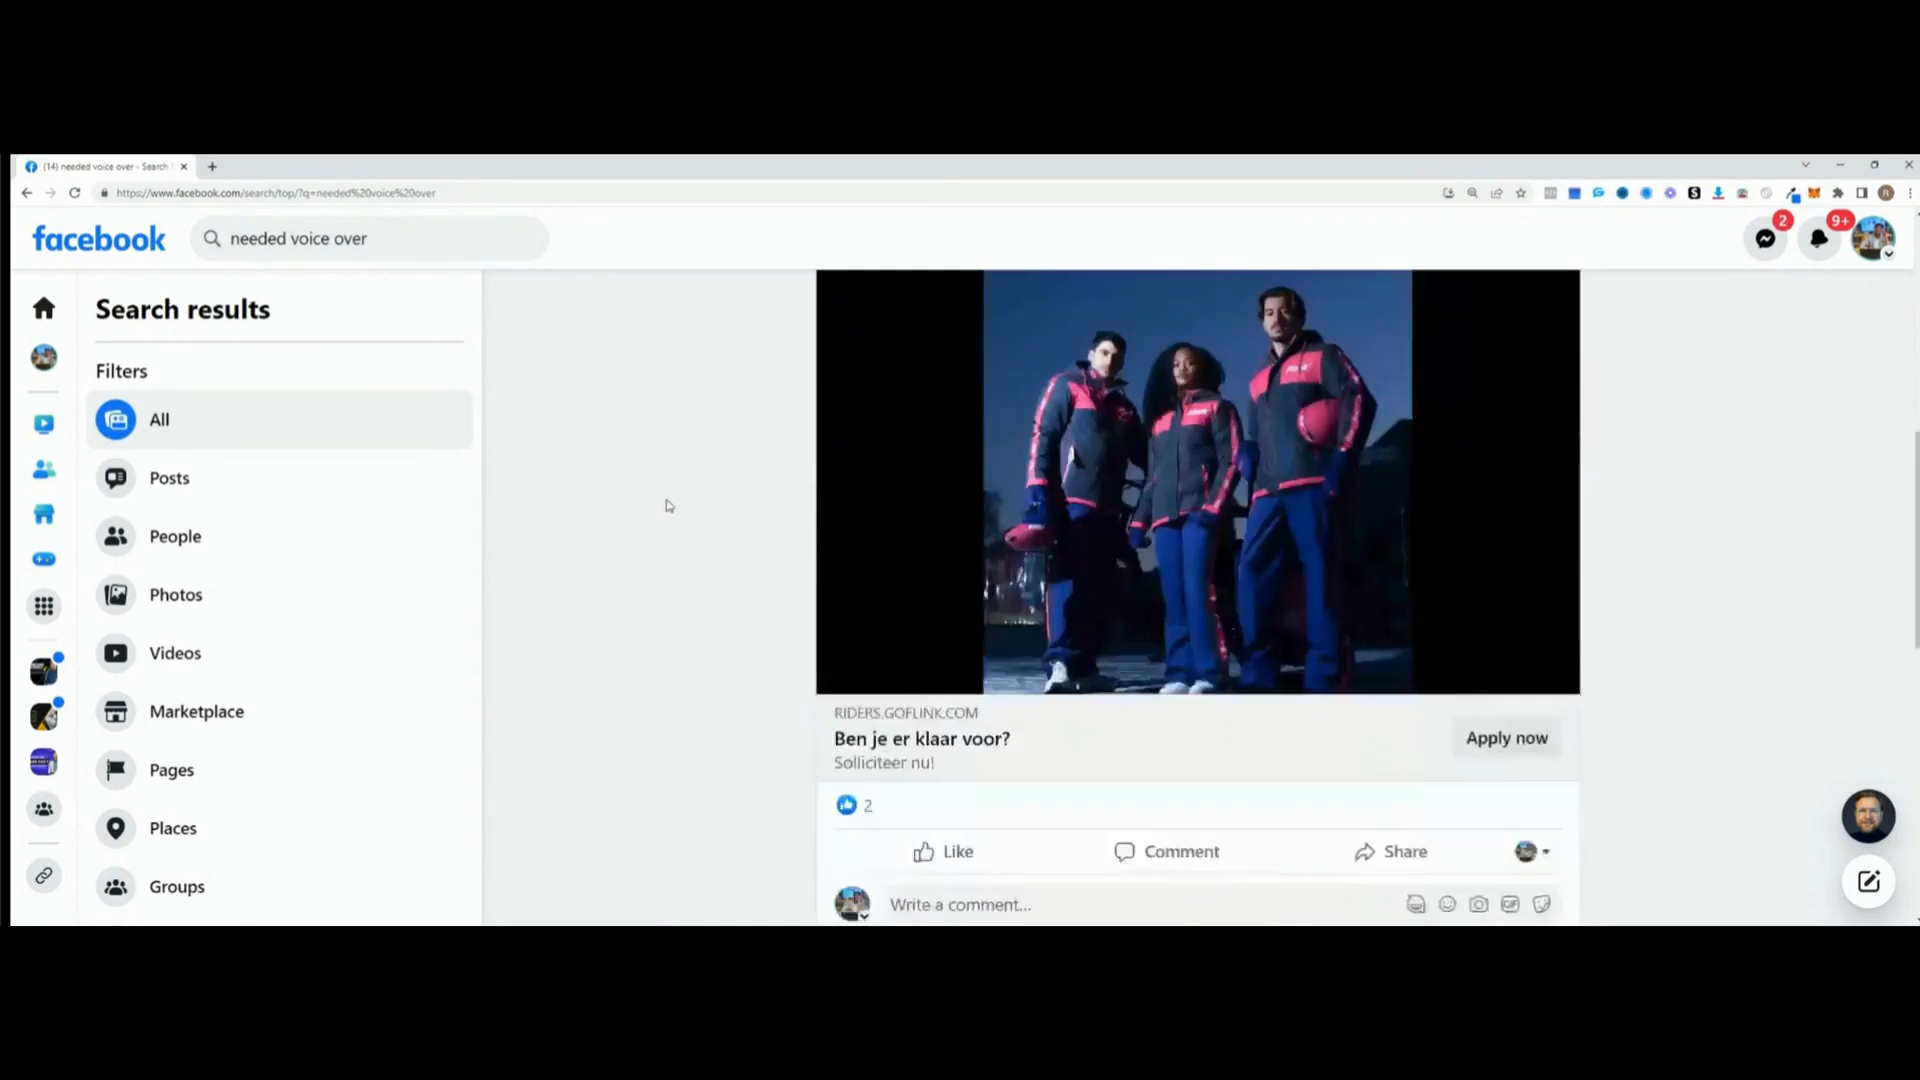 (14) needed voice over - Search
https://www.facebook.com/search/top/?q=needed%20voice%20over
facebook
needed voice over
2
9+
Search results
Filters
All
Posts
People
Photos
Videos
Marketplace
Pages
Places
Groups
RIDERS.GOFLINK.COM
Ben je er klaar voor?
Solliciteer nu!
Apply now
2
Like
Comment
Share
Write a comment...